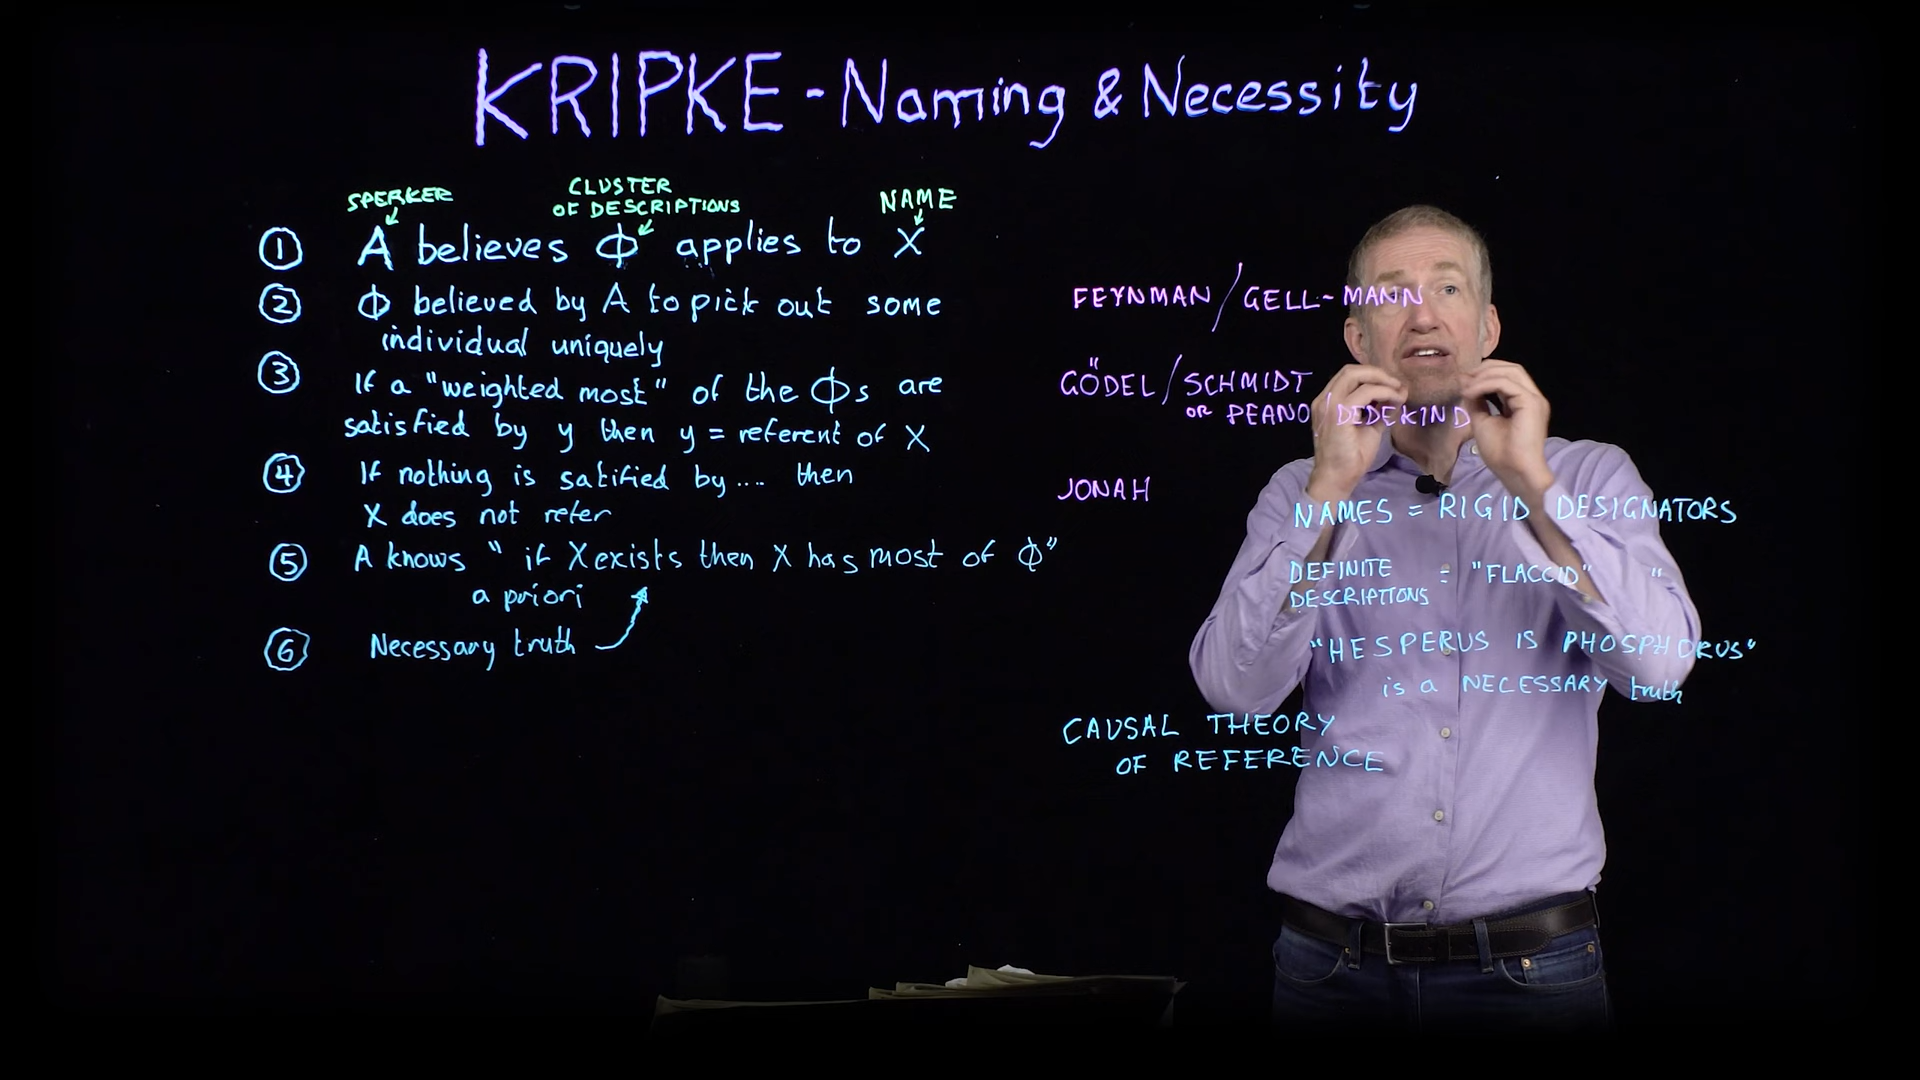 KRIPKE - Naming & Necessity
SPEAKER
CLUSTER
OF DESCRIPTIONS
NAME
① A believes Φ applies to X
② Φ believed by A to pick out some
individual uniquely
③ If a "weighted most" of the Φs are
satisfied by y then y = referent of X
④ If nothing is satified by .... then
X does not refer
⑤ A knows "if X exists then X has most of Φ"
a priori
⑥ Necessary truth
FEYNMAN / GELL-MANN
GÖDEL / SCHMIDT
OR PEANO / DEDEKIND
JONAH
NAMES = RIGID DESIGNATORS
DEFINITE
DESCRIPTIONS = "FLACCID" "
"HESPERUS IS PHOSPHORUS"
is a NECESSARY truth
CAUSAL THEORY
OF REFERENCE